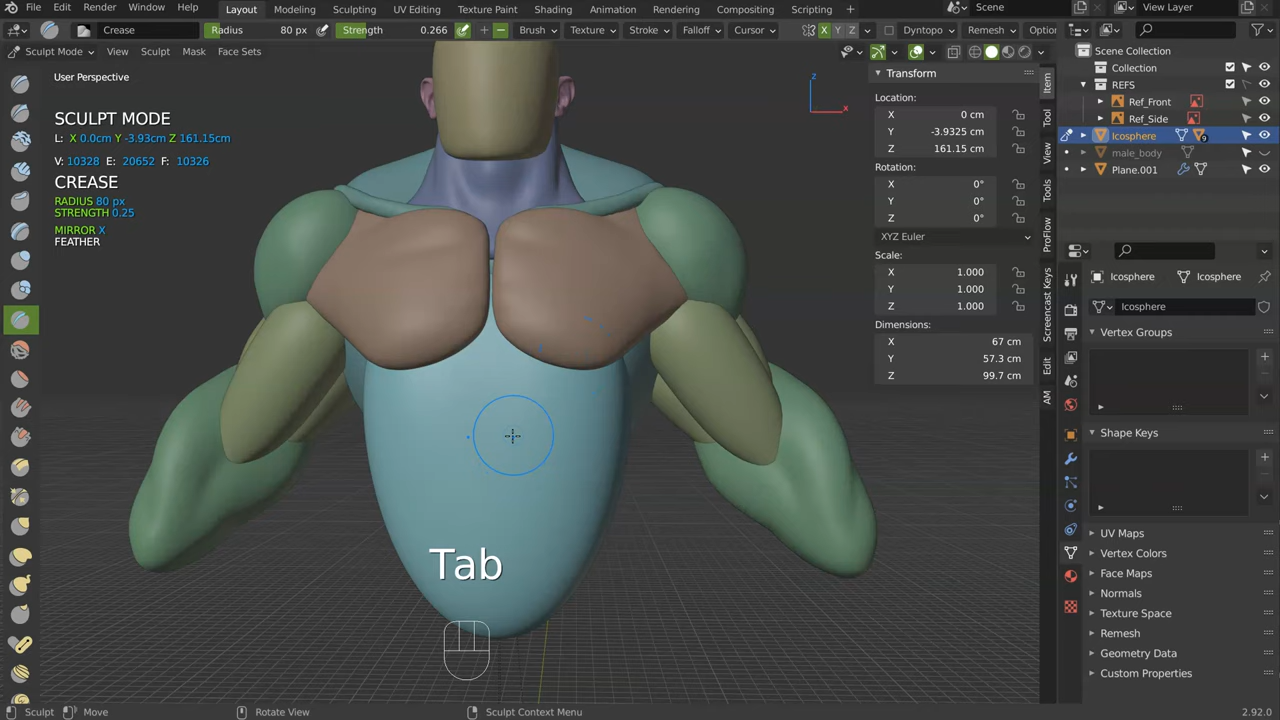 File Edit Render Window Help Layout Modeling Sculpting UV Editing Texture Paint Shading Animation Rendering Compositing Scripting + Scene View Layer
Crease Radius 80 px Strength 0.266 + − Brush Texture Stroke Falloff Cursor X Y Z Dyntopo Remesh Optio
Sculpt Mode View Sculpt Mask Face Sets
User Perspective
SCULPT MODE
L: X 0.0cm Y -3.93cm Z 161.15cm
V: 10328 E: 20652 F: 10326
CREASE
RADIUS 80 px
STRENGTH 0.25
MIRROR X
FEATHER
z
x
Tab
Transform
Location:
X 0 cm
Y -3.9325 cm
Z 161.15 cm
Rotation:
X 0°
Y 0°
Z 0°
XYZ Euler
Scale:
X 1.000
Y 1.000
Z 1.000
Dimensions:
X 67 cm
Y 57.3 cm
Z 99.7 cm
Item
Tool
View
Tools
ProFlow
Screencast Keys
Edit
AM
Scene Collection
Collection
REFS
Ref_Front
Ref_Side
Icosphere 9
male_body
Plane.001
Icosphere Icosphere
Icosphere
Vertex Groups
Shape Keys
UV Maps
Vertex Colors
Face Maps
Normals
Texture Space
Remesh
Geometry Data
Custom Properties
Sculpt Move Rotate View Sculpt Context Menu 2.92.0